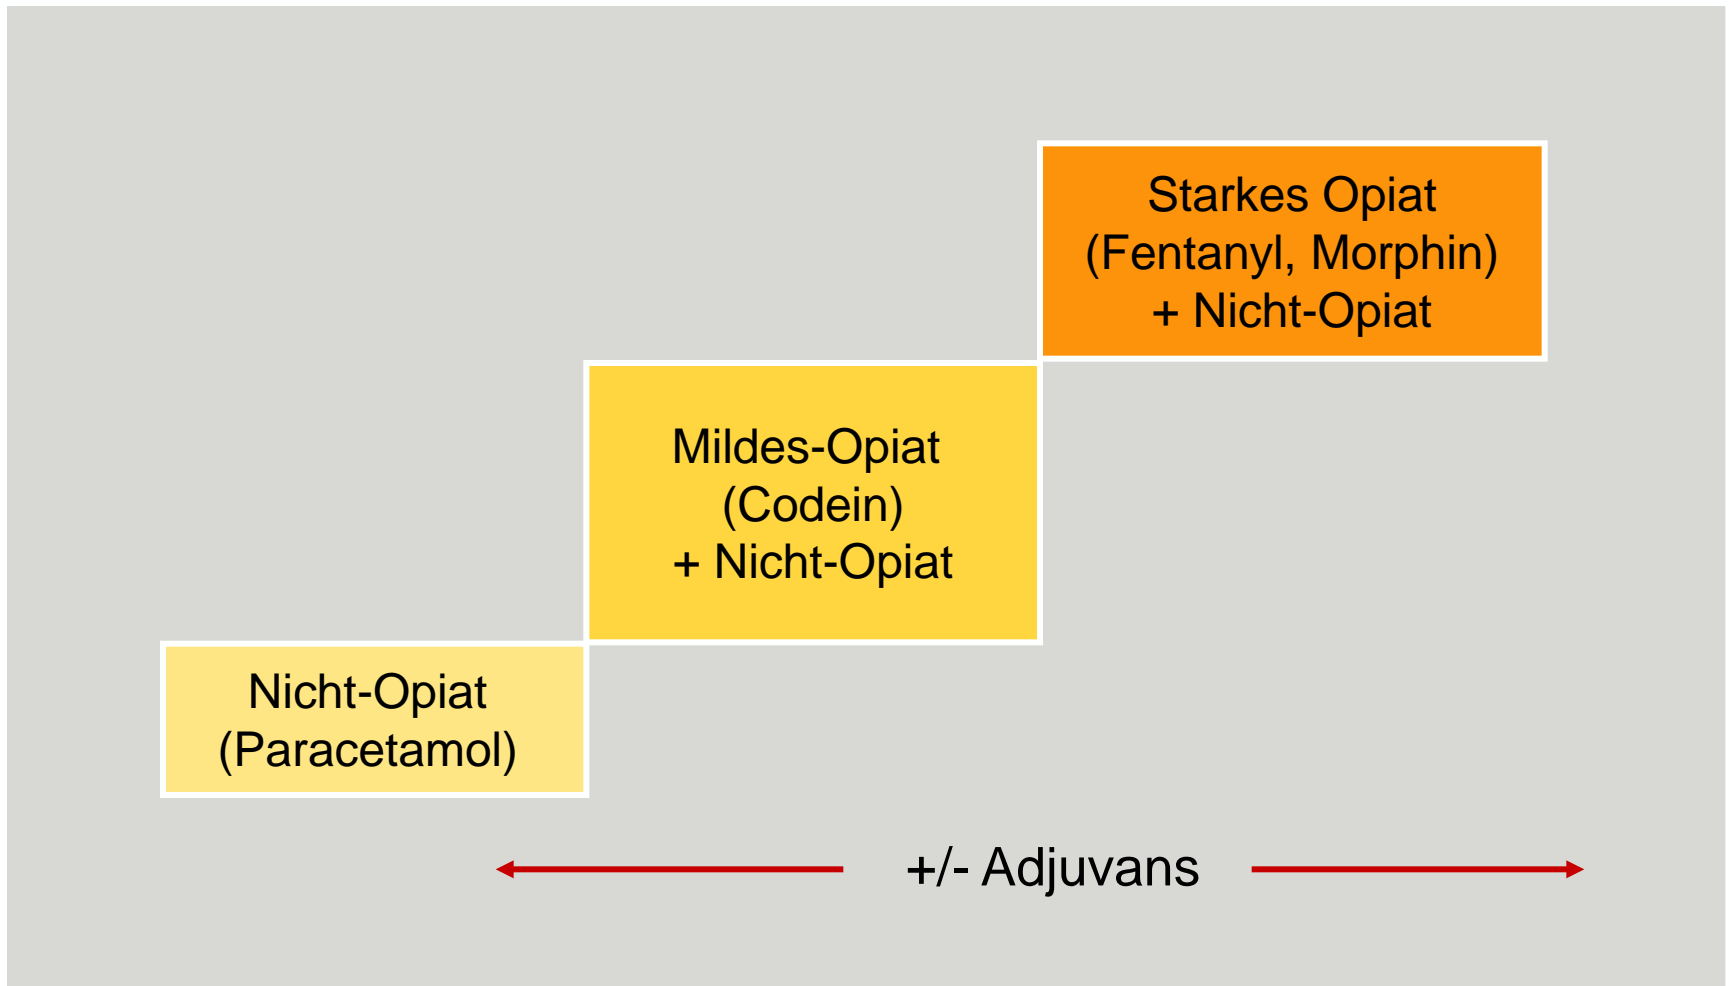 Starkes Opiat
(Fentanyl, Morphin)
+ Nicht-Opiat
Mildes-Opiat
(Codein)
+ Nicht-Opiat
Nicht-Opiat
(Paracetamol)
+/- Adjuvans